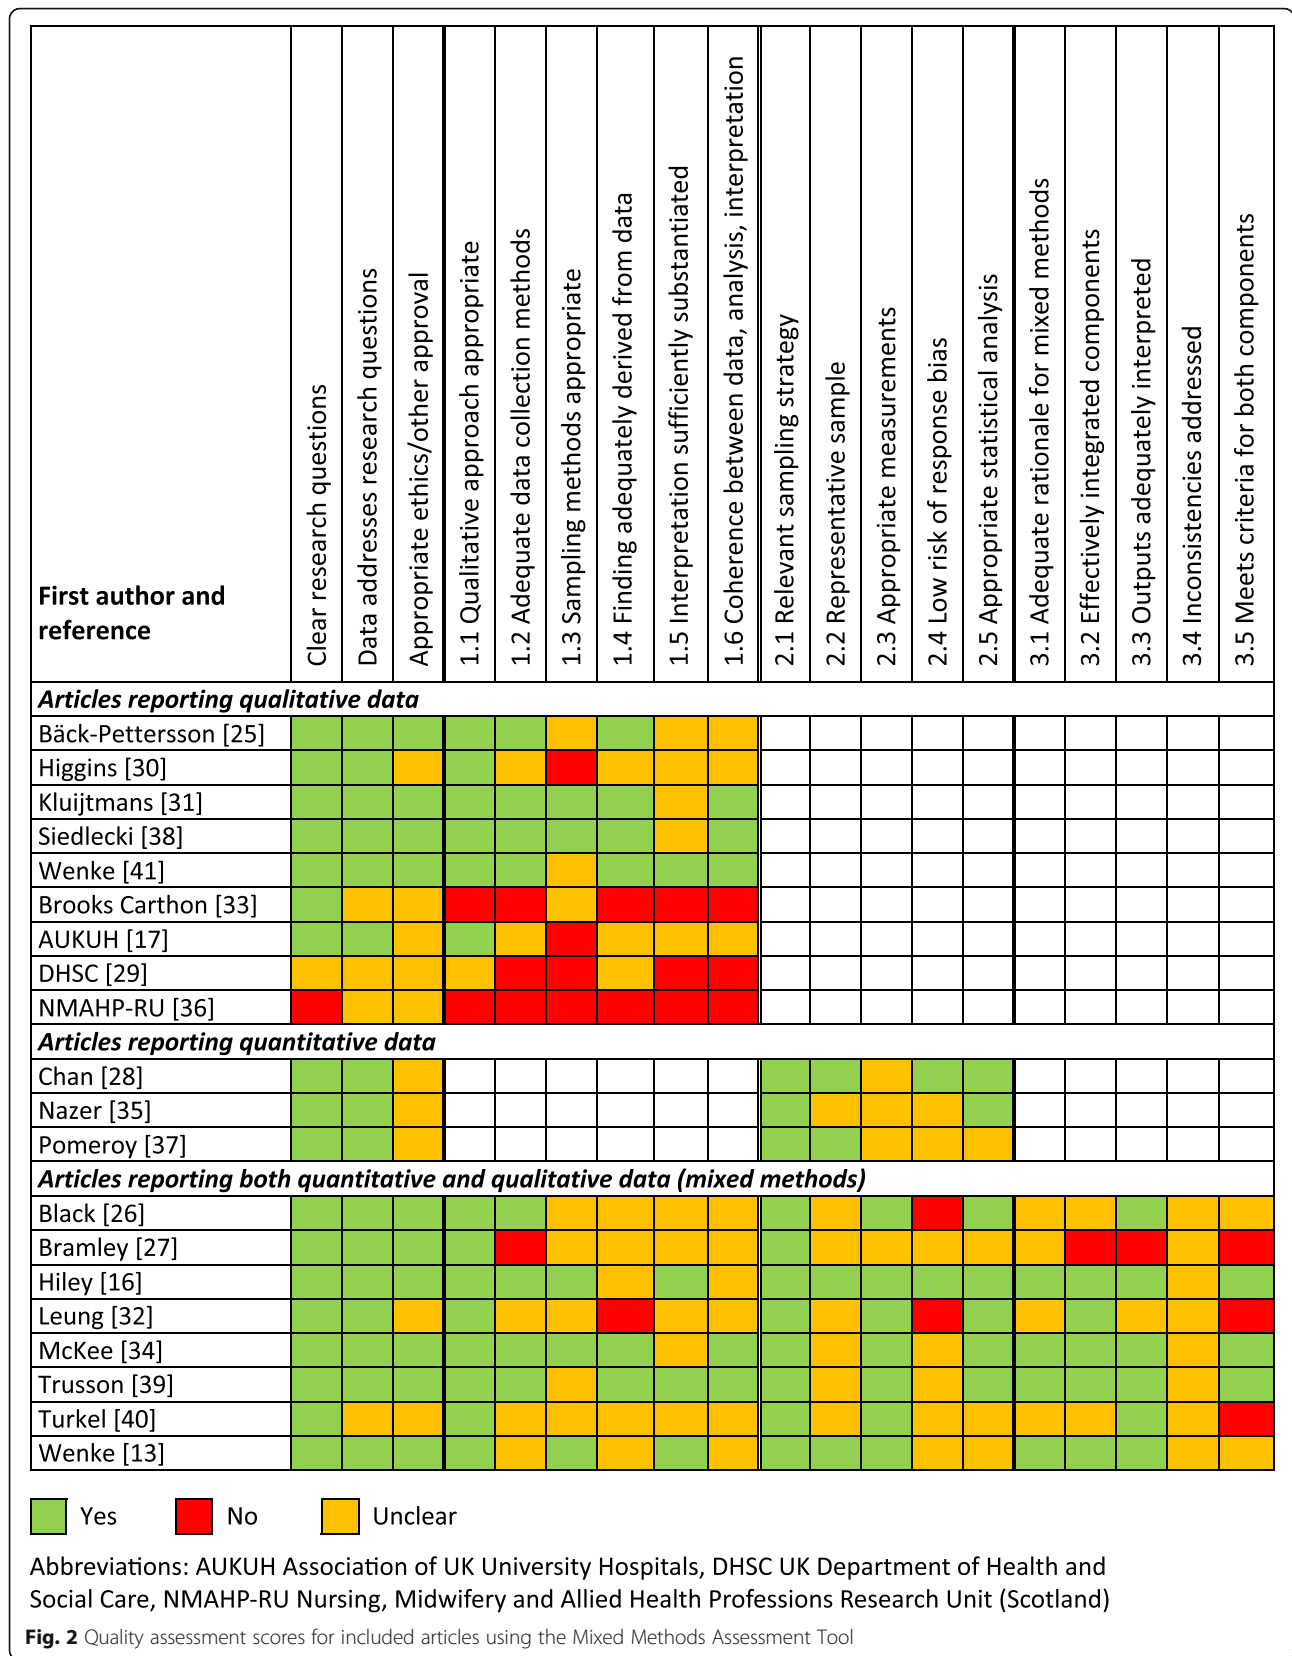 First author and
reference
Clear research questions
Data addresses research questions
Appropriate ethics/other approval
1.1 Qualitative approach appropriate
1.2 Adequate data collection methods
1.3 Sampling methods appropriate
1.4 Finding adequately derived from data
1.5 Interpretation sufficiently substantiated
1.6 Coherence between data, analysis, interpretation
2.1 Relevant sampling strategy
2.2 Representative sample
2.3 Appropriate measurements
2.4 Low risk of response bias
2.5 Appropriate statistical analysis
3.1 Adequate rationale for mixed methods
3.2 Effectively integrated components
3.3 Outputs adequately interpreted
3.4 Inconsistencies addressed
3.5 Meets criteria for both components
Articles reporting qualitative data
Bäck-Pettersson [25]
Higgins [30]
Kluijtmans [31]
Siedlecki [38]
Wenke [41]
Brooks Carthon [33]
AUKUH [17]
DHSC [29]
NMAHP-RU [36]
Articles reporting quantitative data
Chan [28]
Nazer [35]
Pomeroy [37]
Articles reporting both quantitative and qualitative data (mixed methods)
Black [26]
Bramley [27]
Hiley [16]
Leung [32]
McKee [34]
Trusson [39]
Turkel [40]
Wenke [13]
Yes No Unclear
Abbreviations: AUKUH Association of UK University Hospitals, DHSC UK Department of Health and
Social Care, NMAHP-RU Nursing, Midwifery and Allied Health Professions Research Unit (Scotland)
Fig. 2 Quality assessment scores for included articles using the Mixed Methods Assessment Tool